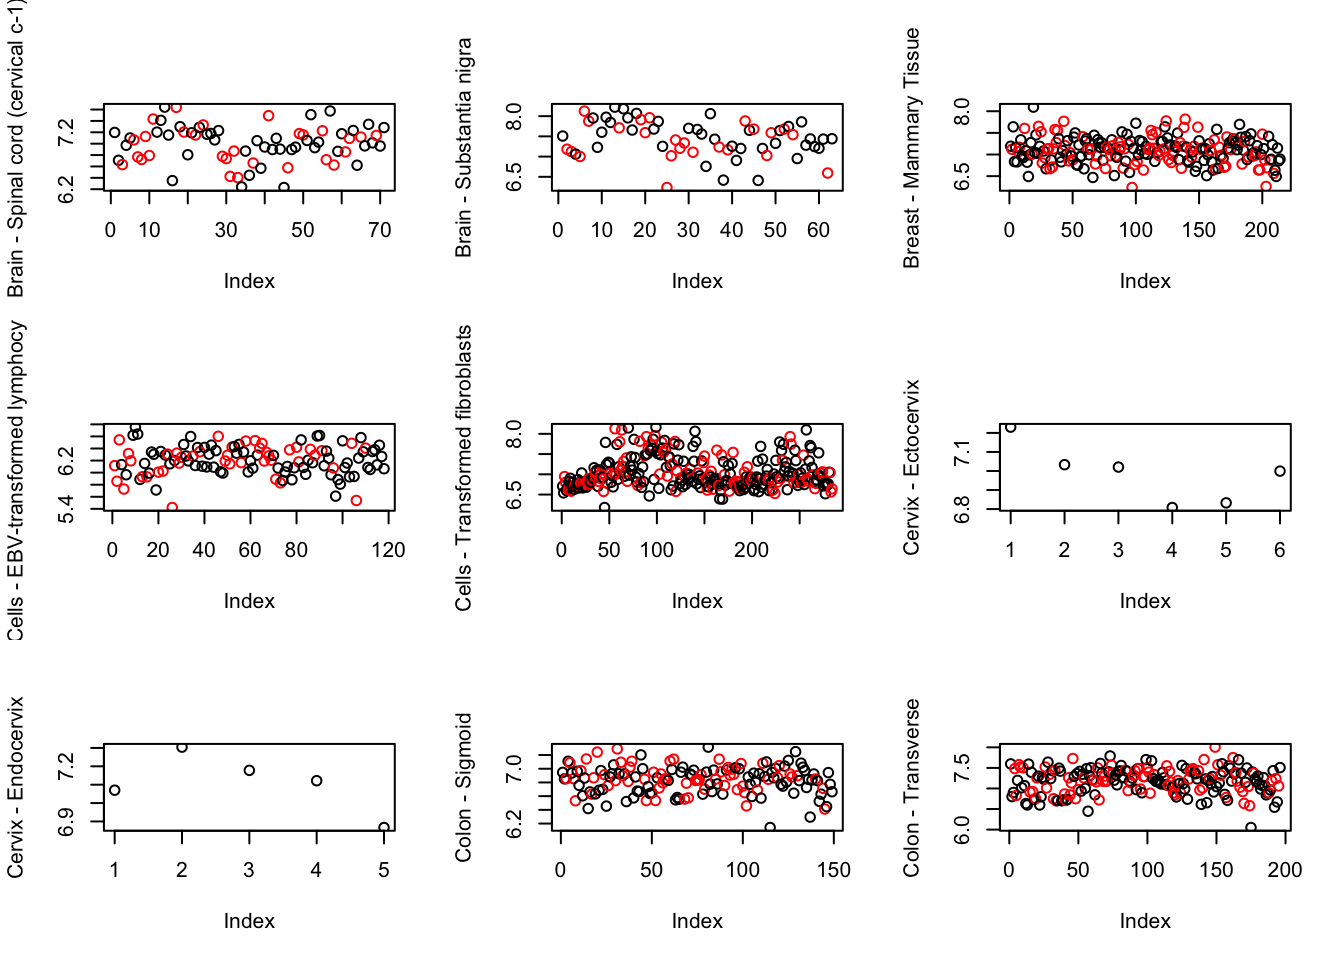 Brain - Spinal cord (cervical c-1)
6.2 7.2
0 10 30 50 70
Index
Brain - Substantia nigra
6.5 8.0
0 10 20 30 40 50 60
Index
Breast - Mammary Tissue
6.5 8.0
0 50 100 150 200
Index
Cells - EBV-transformed lymphocy
5.4 6.2
0 20 40 60 80 120
Index
Cells - Transformed fibroblasts
6.5 8.0
0 50 100 200
Index
Cervix - Ectocervix
6.8 7.1
1 2 3 4 5 6
Index
Cervix - Endocervix
6.9 7.2
1 2 3 4 5
Index
Colon - Sigmoid
6.2 7.0
0 50 100 150
Index
Colon - Transverse
6.0 7.5
0 50 100 150 200
Index